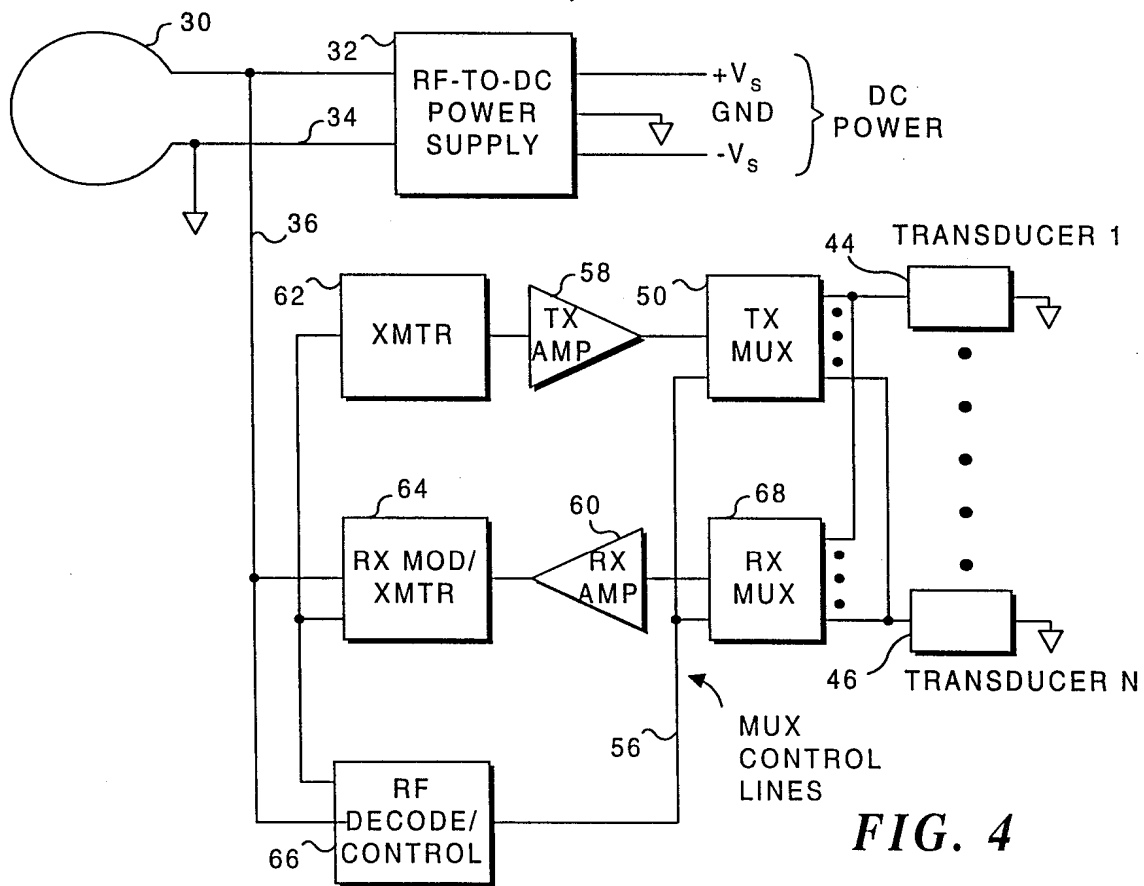 30
32
RF-TO-DC
POWER
SUPPLY
34
+Vs
GND
-Vs
DC
POWER
36
62
XMTR
58
TX
AMP
50
TX
MUX
44
TRANSDUCER 1
64
RX MOD/
XMTR
60
RX
AMP
68
RX
MUX
46
TRANSDUCER N
56
MUX
CONTROL
LINES
66
RF
DECODE/
CONTROL
FIG. 4